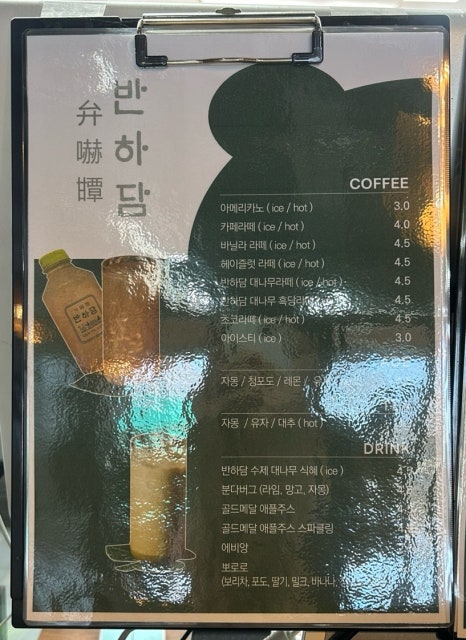 반하담
弁嚇罈
COFFEE
아메리카노 ( ice / hot ) 3.0
카페라떼 ( ice / hot ) 4.0
바닐라 라떼 ( ice / hot ) 4.5
헤이즐럿 라떼 ( ice / hot ) 4.5
반하담 대나무라떼 ( ice / hot ) 4.5
반하담 대나무 흑당라 4.5
초코라떼 ( ice / hot ) 4.5
아이스티 ( ice ) 3.0
자몽 / 청포도 / 레몬 /
자몽 / 유자 / 대추 ( hot )
DRINK
반하담 수제 대나무 식혜 ( ice )
분다버그 (라임, 망고, 자몽)
골드메달 애플주스
골드메달 애플주스 스파클링
에비앙
뽀로로
(보리차, 포도, 딸기, 밀크, 바나나,
반하담